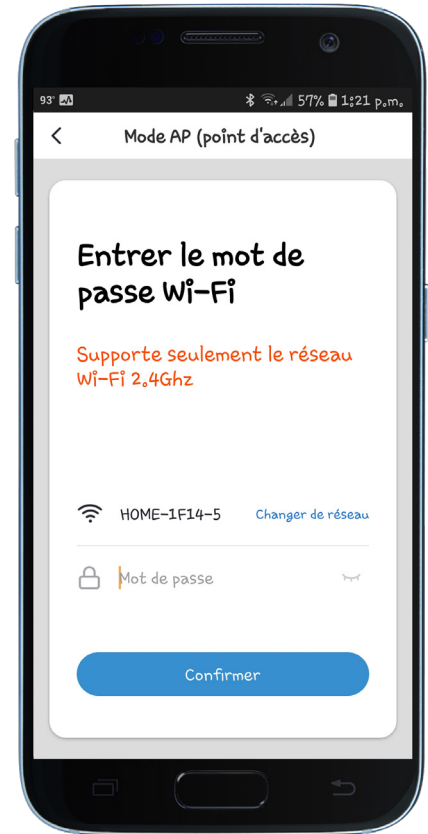 93° 57% 1:21 p.m.
Mode AP (point d'accès)
Entrer le mot de
passe Wi-Fi
Supporte seulement le réseau
Wi-Fi 2.4Ghz
HOME-1F14-5 Changer de réseau
Mot de passe
Confirmer